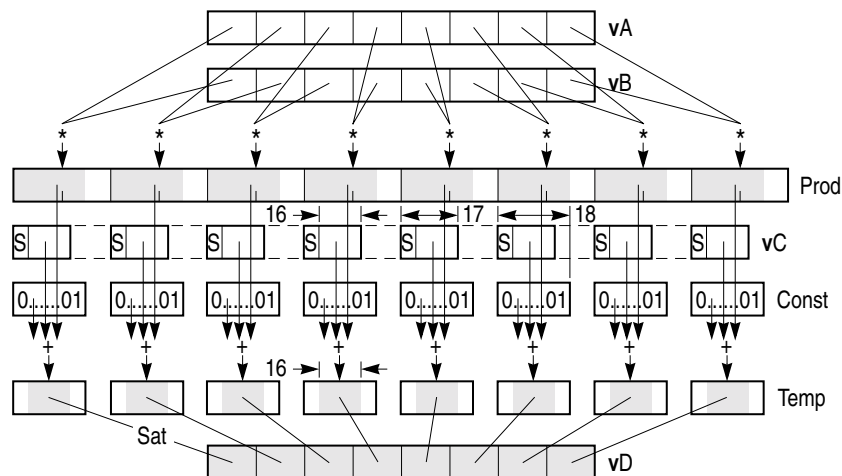 vA
vB
* * * * * * * *
Prod
16 17 18
S S S S S S S S vC
0......01 0......01 0......01 0......01 0......01 0......01 0......01 0......01 Const
+ + + + + + + +
16
Temp
Sat
vD